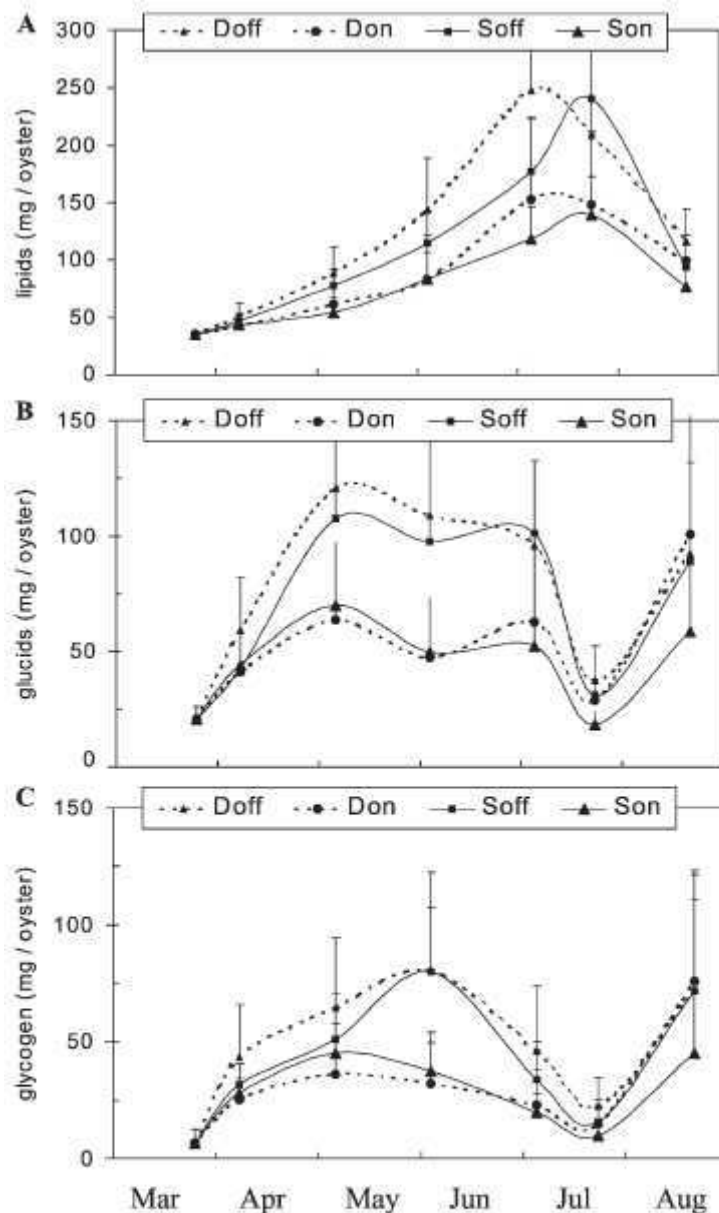 A
300
Doff Don Soff Son
250
200
150
100
50
0
lipids (mg / oyster)
B
150
Doff Don Soff Son
100
50
0
glucids (mg / oyster)
C
150
Doff Don Soff Son
100
50
0
glycogen (mg / oyster)
Mar Apr May Jun Jul Aug